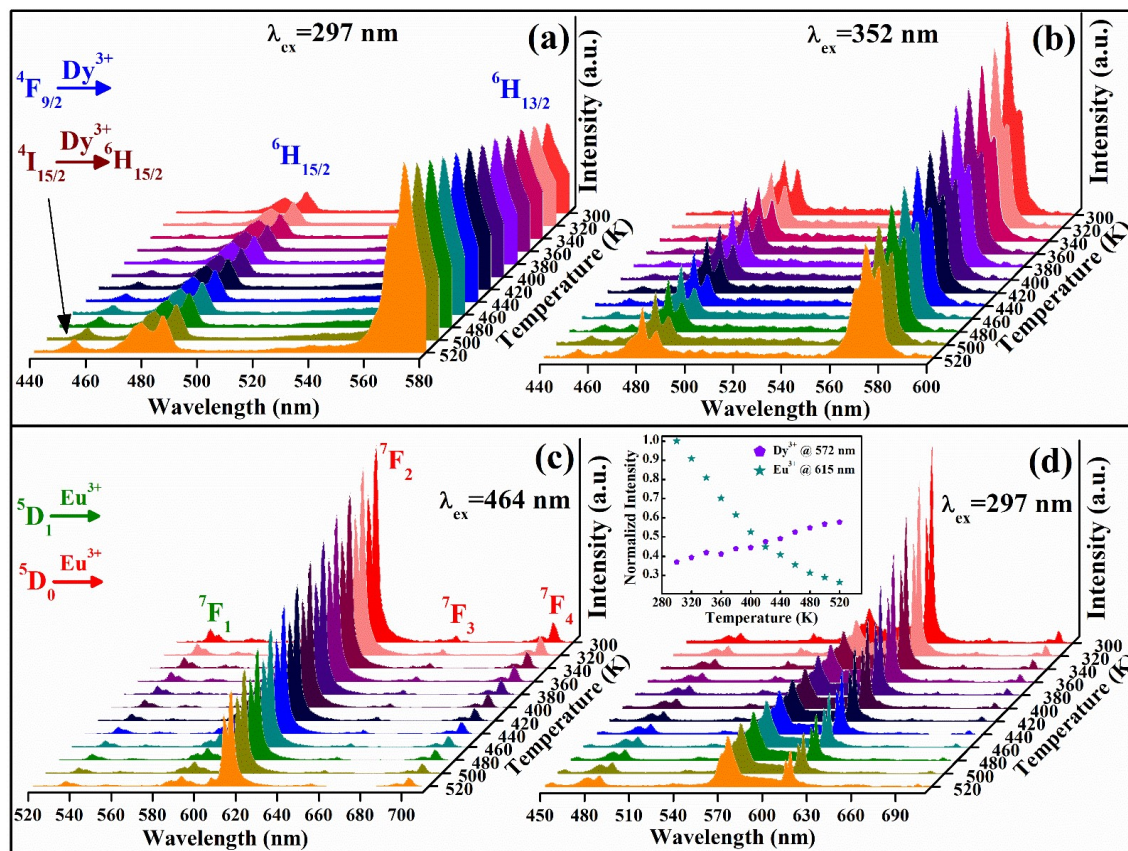 λex=297 nm
(a)
4F9/2 Dy3+
6H13/2
4I15/2 Dy3+ 6H15/2
6H15/2
Intensity (a.u.)
300
320
340
360
380
400
420
440
460
480
500
520
Temperature (K)
440 460 480 500 520 540 560 580
Wavelength (nm)
λex=352 nm
(b)
Intensity (a.u.)
300
320
340
360
380
400
420
440
460
480
500
520
Temperature (K)
440 460 480 500 520 540 560 580 600
Wavelength (nm)
(c)
7F2
λex=464 nm
5D1 Eu3+
5D0 Eu3+
7F1
7F3
7F4
Intensity (a.u.)
300
320
340
360
380
400
420
440
460
480
500
520
Temperature (K)
520 540 560 580 600 620 640 660 680 700
Wavelength (nm)
(d)
λex=297 nm
Dy3+ @ 572 nm
Eu3+ @ 615 nm
1.0
0.9
0.8
0.7
0.6
0.5
0.4
0.3
Normalizd Intensity
280 320 360 400 440 480 520
Temperature (K)
Intensity (a.u.)
300
320
340
360
380
400
420
440
460
480
500
520
Temperature (K)
450 480 510 540 570 600 630 660 690
Wavelength (nm)